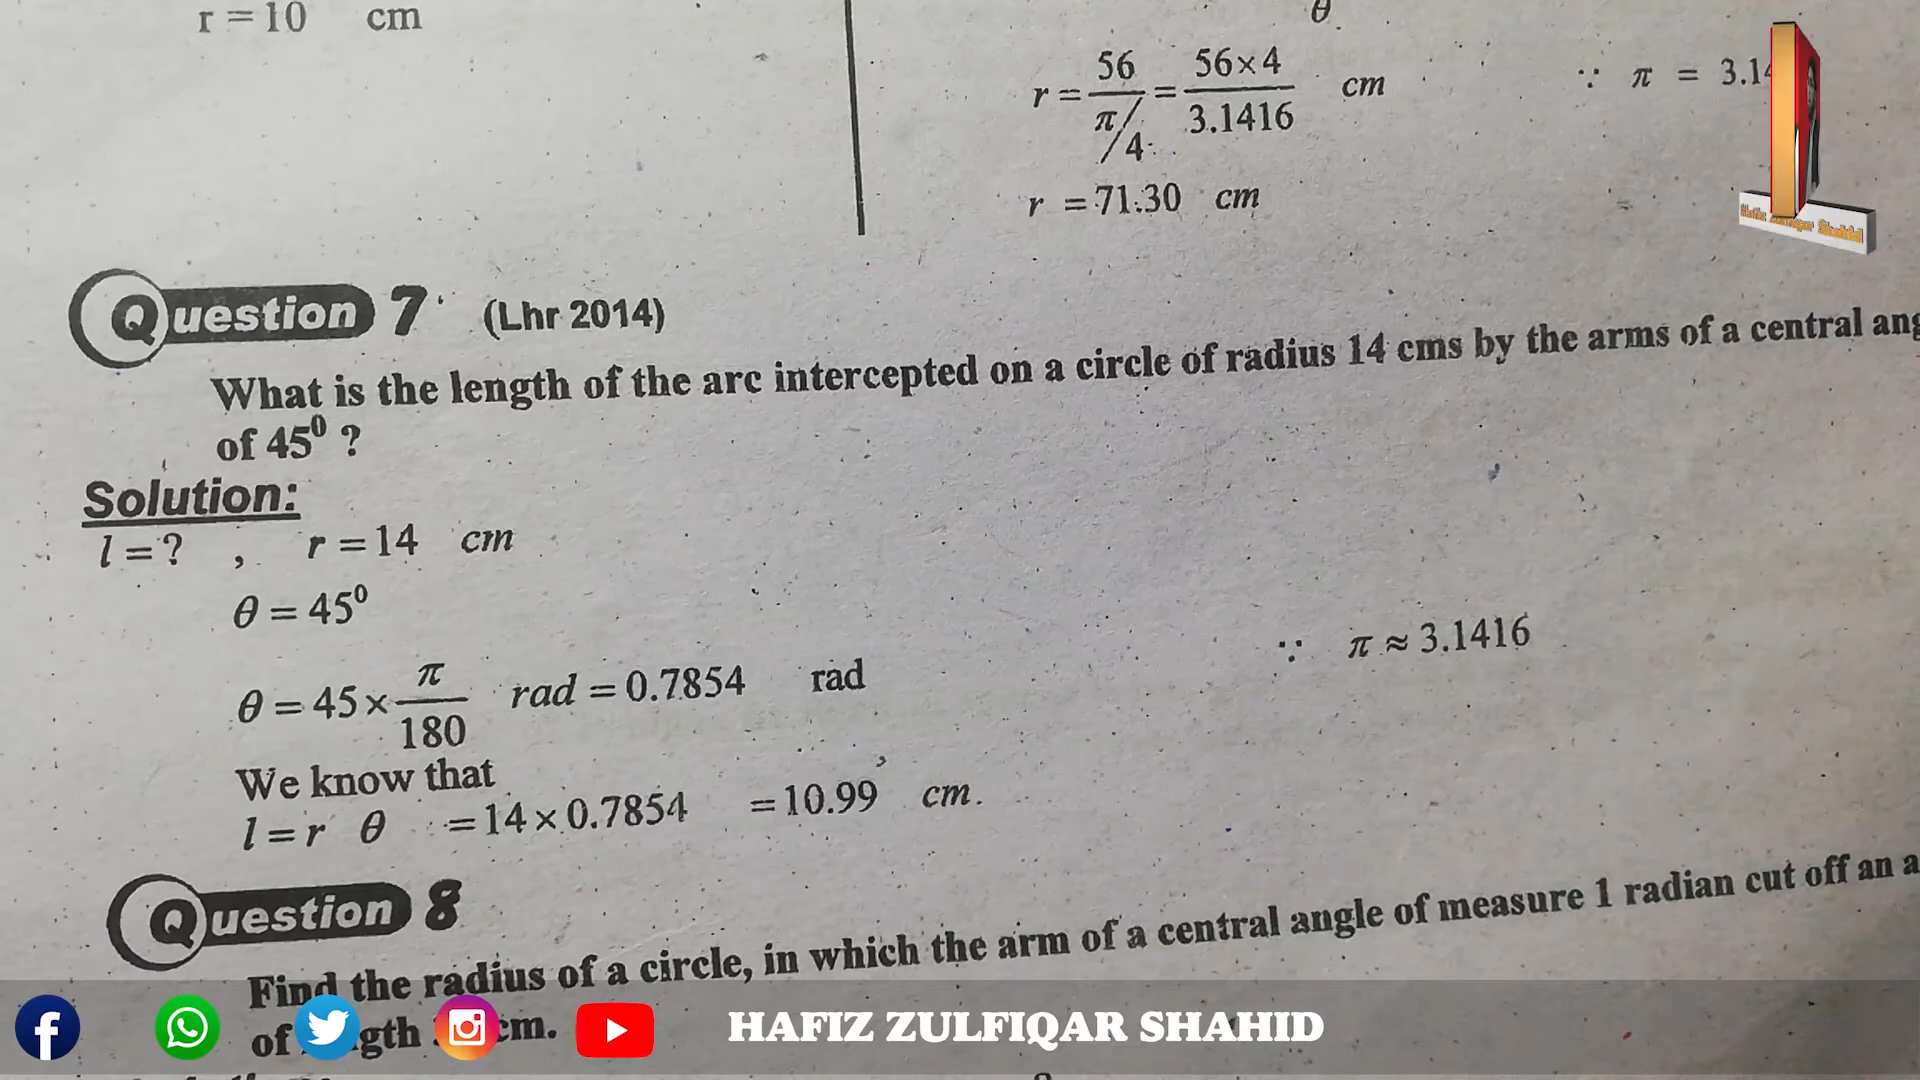 r = 10 cm
θ
r = 56 / π/4 = 56×4 / 3.1416 cm ∵ π = 3.14
r = 71.30 cm
Question 7 (Lhr 2014)
What is the length of the arc intercepted on a circle of radius 14 cms by the arms of a central ang
of 45⁰ ?
Solution:
l = ? , r = 14 cm
θ = 45⁰
θ = 45 × π/180 rad = 0.7854 rad ∵ π ≈ 3.1416
We know that
l = r θ = 14 × 0.7854 = 10.99 cm.
Question 8
Find the radius of a circle, in which the arm of a central angle of measure 1 radian cut off an a
of cm.
HAFIZ ZULFIQAR SHAHID
Shahid